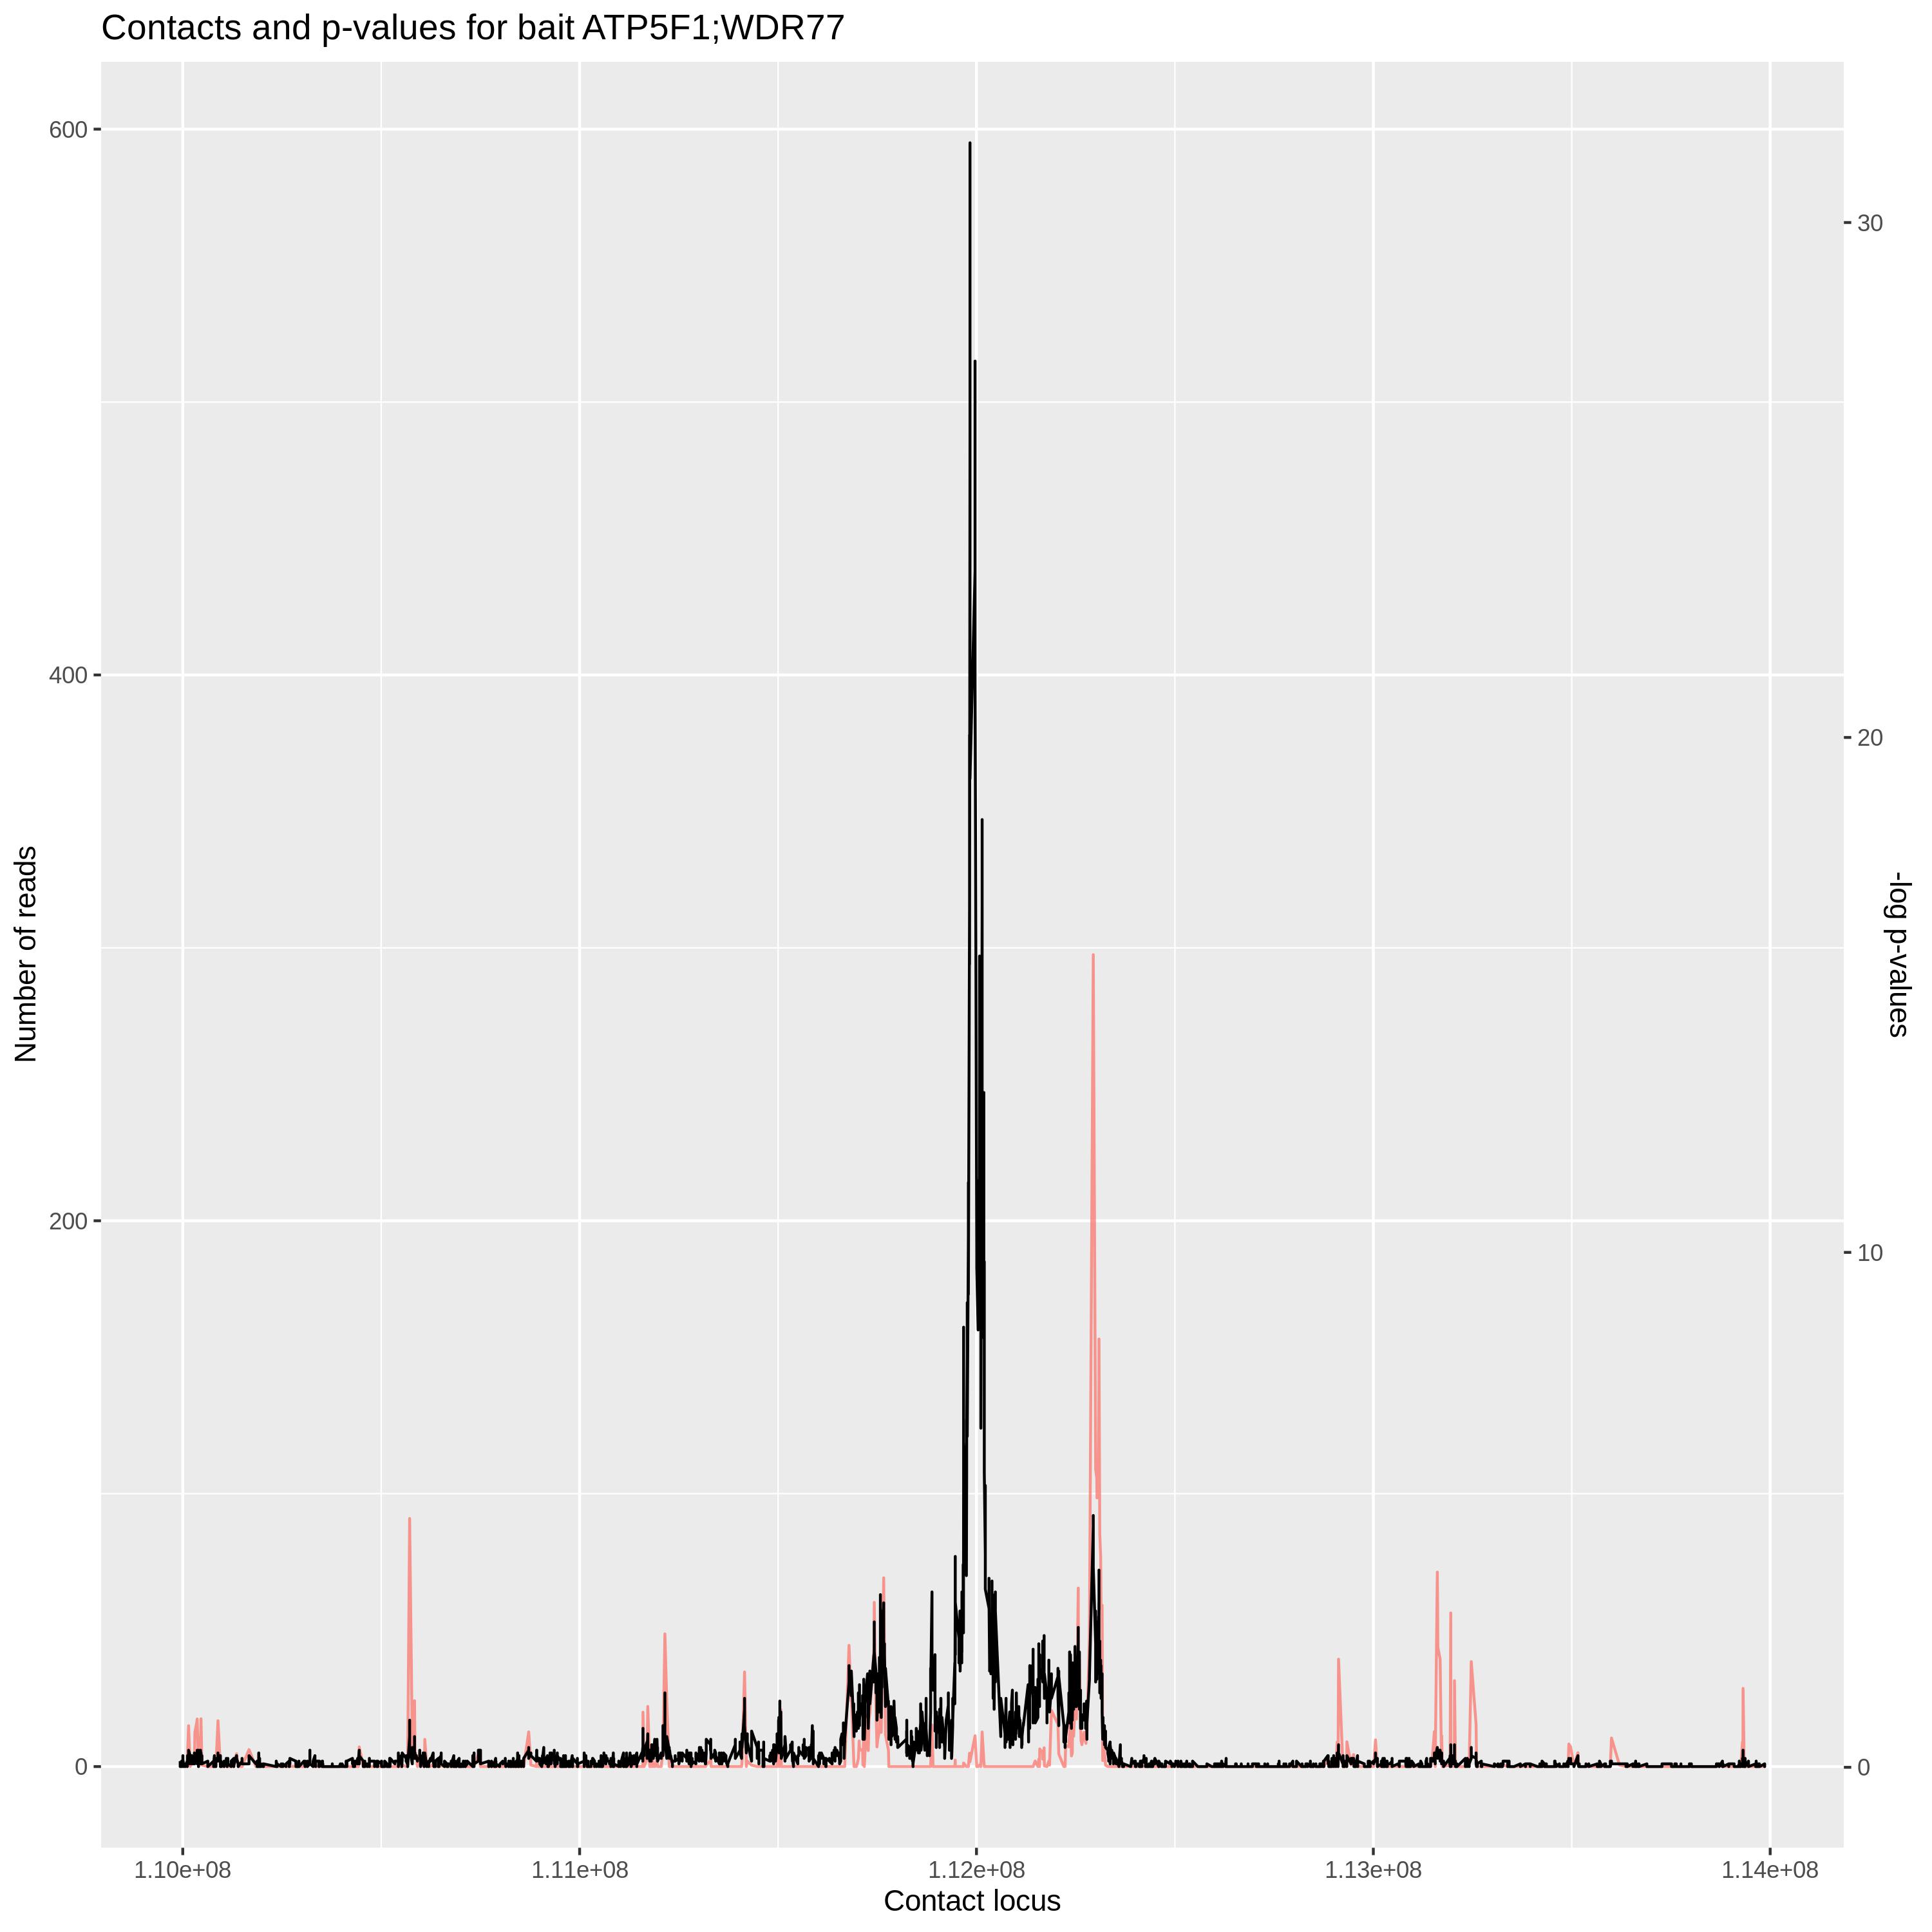 Contacts and p-values for bait ATP5F1;WDR77
600
400
200
0
Number of reads
30
20
10
0
-log p-values
1.10e+08
1.11e+08
1.12e+08
1.13e+08
1.14e+08
Contact locus